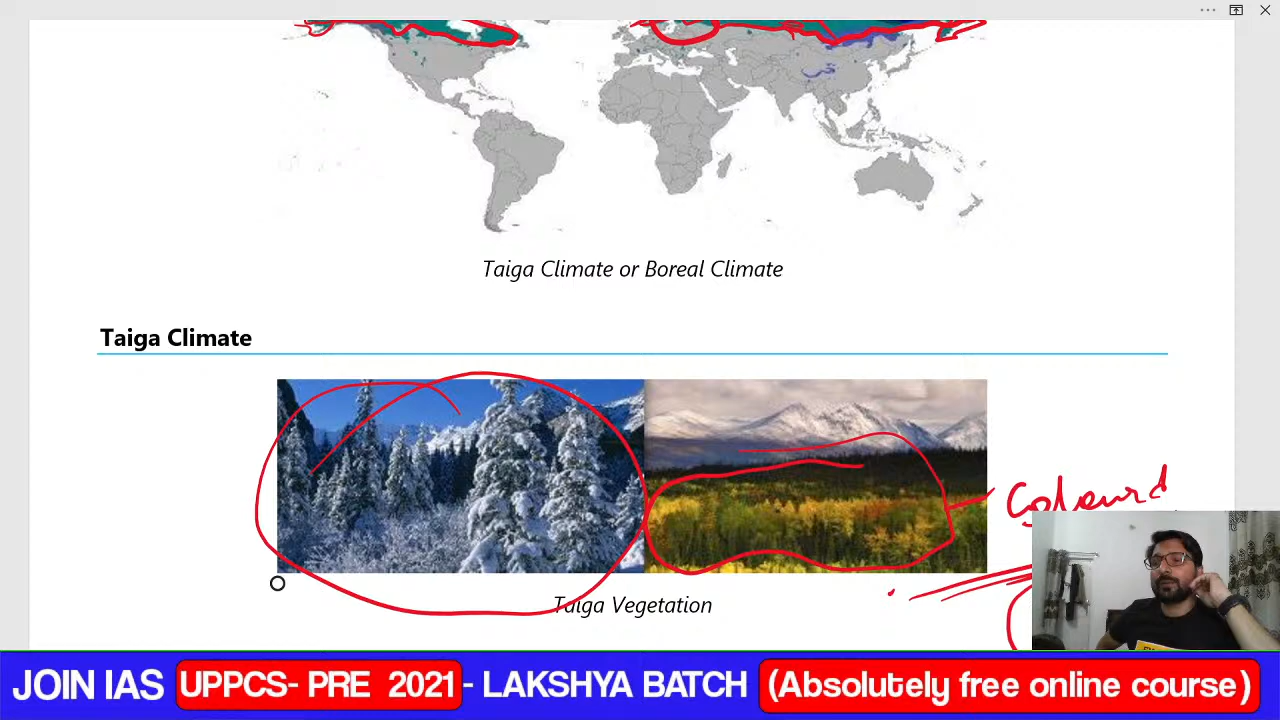 Taiga Climate or Boreal Climate
Taiga Climate
Colourd
Taiga Vegetation
JOIN IAS UPPCS- PRE 2021 - LAKSHYA BATCH (Absolutely free online course)